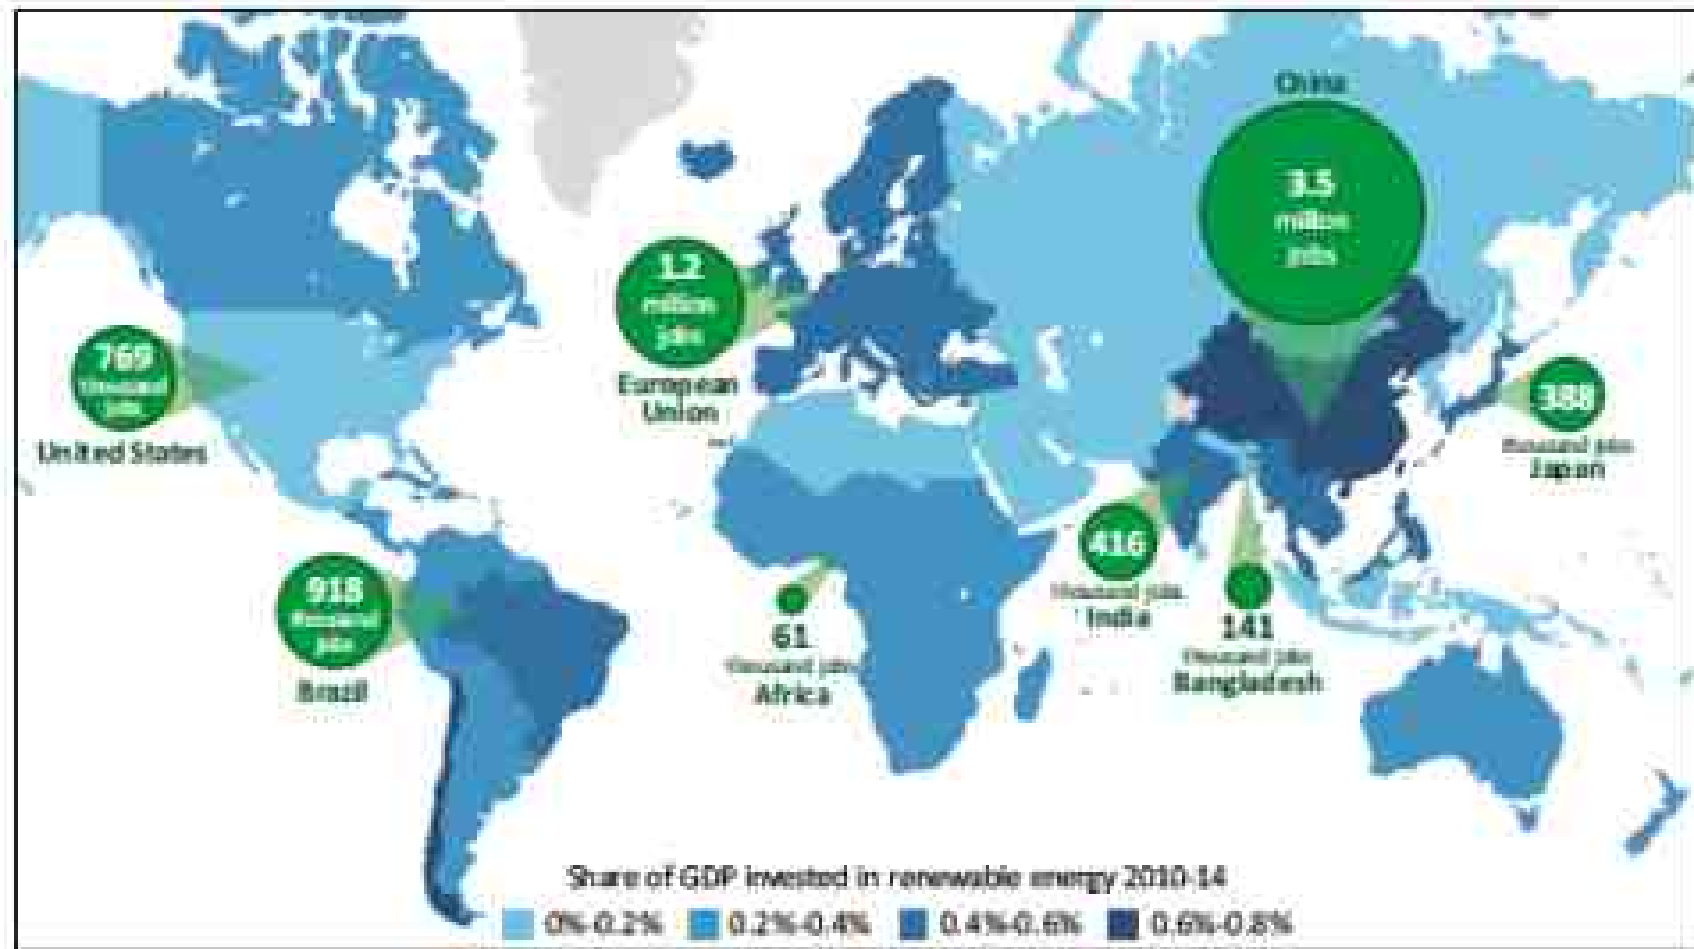 China
3.5
million
jobs
1.2
million
jobs
European
Union
769
thousand
jobs
United States
388
thousand jobs
Japan
416
thousand jobs
India
141
thousand jobs
Bangladesh
918
thousand
jobs
Brazil
61
thousand jobs
Africa
Share of GDP invested in renewable energy 2010-14
0%-0.2% 0.2%-0.4% 0.4%-0.6% 0.6%-0.8%